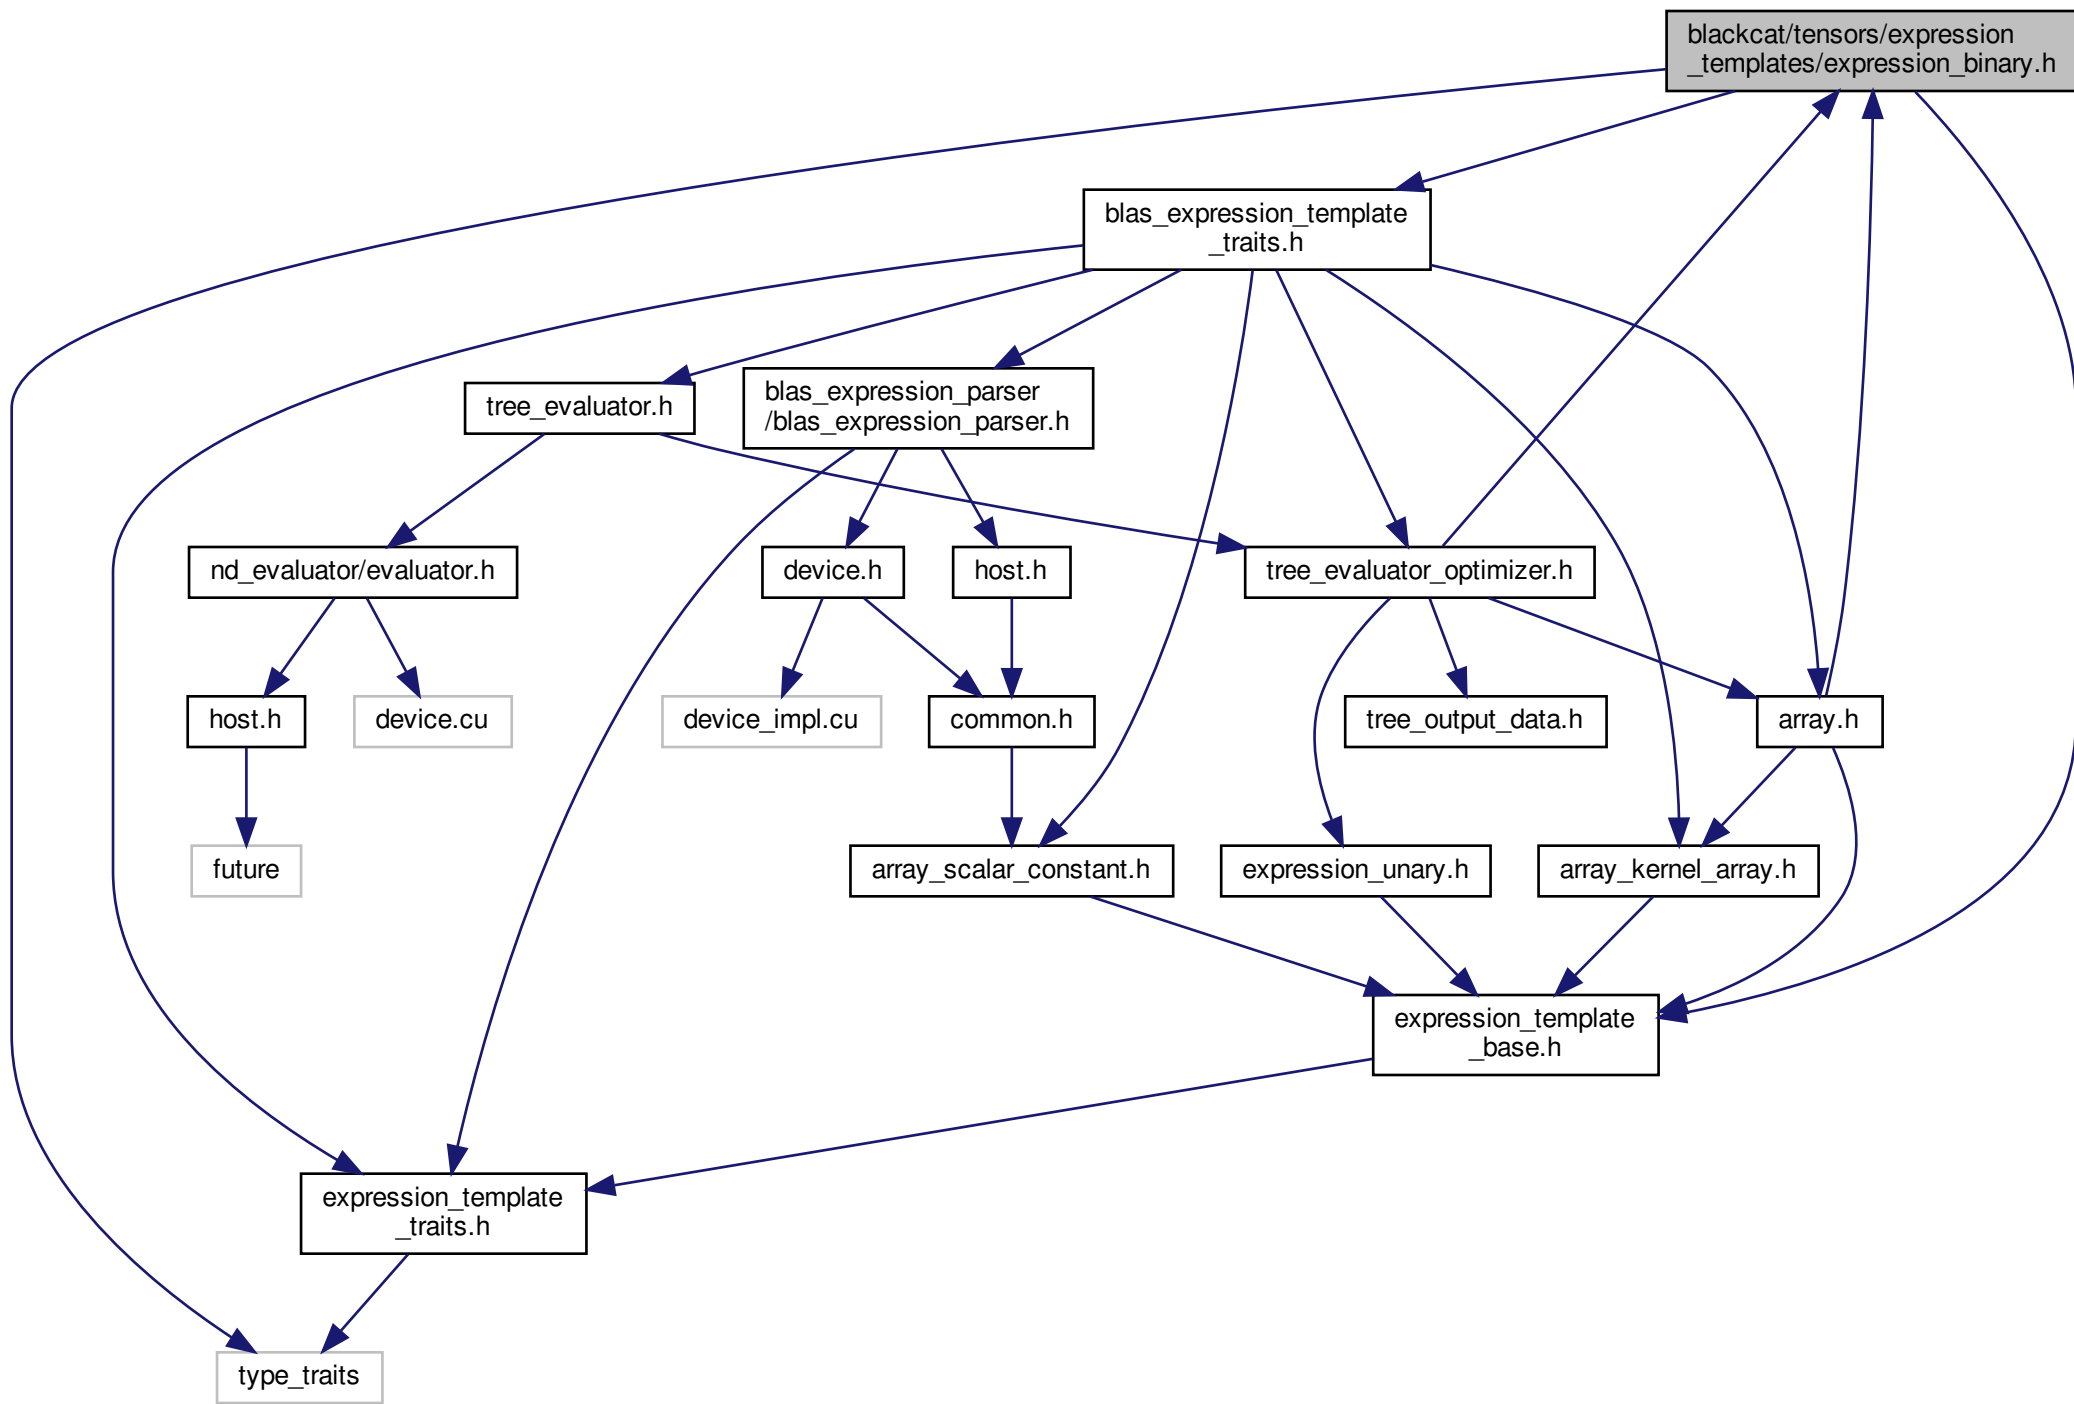 blackcat/tensors/expression
_templates/expression_binary.h
blas_expression_template
_traits.h
tree_evaluator.h
blas_expression_parser
/blas_expression_parser.h
nd_evaluator/evaluator.h
device.h
host.h
tree_evaluator_optimizer.h
host.h
device.cu
device_impl.cu
common.h
tree_output_data.h
array.h
future
array_scalar_constant.h
expression_unary.h
array_kernel_array.h
expression_template
_base.h
expression_template
_traits.h
type_traits